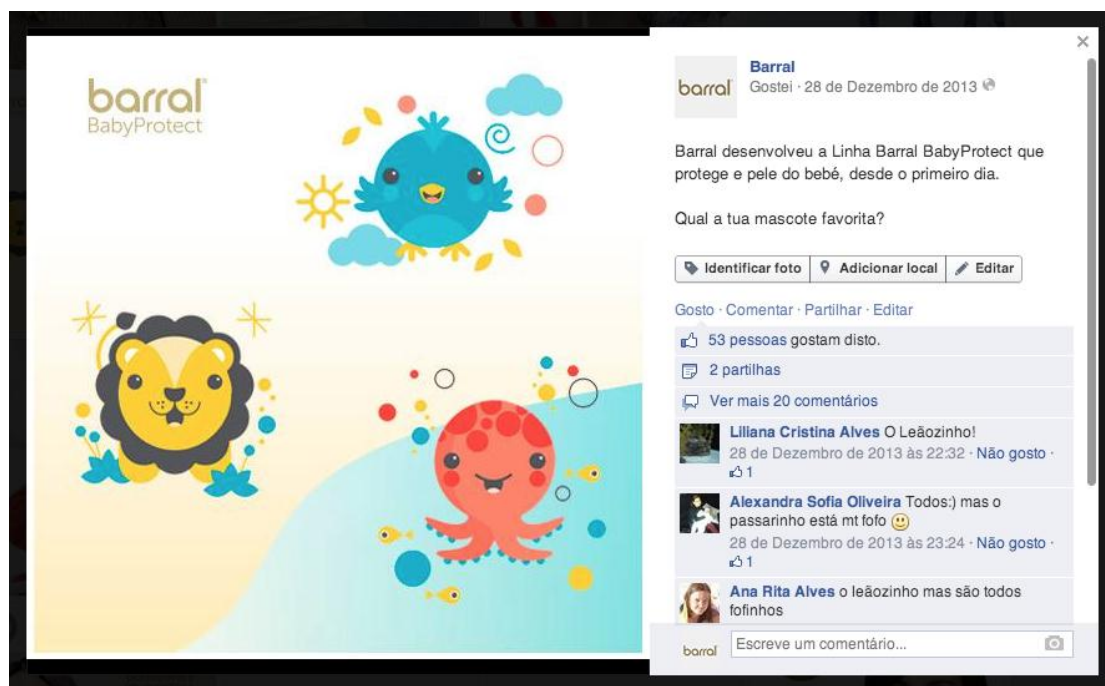 barral
BabyProtect
barral
Barral
Gostei · 28 de Dezembro de 2013
Barral desenvolveu a Linha Barral BabyProtect que
protege e pele do bebé, desde o primeiro dia.
Qual a tua mascote favorita?
Identificar foto
Adicionar local
Editar
Gosto · Comentar · Partilhar · Editar
53 pessoas gostam disto.
2 partilhas
Ver mais 20 comentários
Liliana Cristina Alves O Leãozinho!
28 de Dezembro de 2013 às 22:32 · Não gosto ·
1
Alexandra Sofia Oliveira Todos:) mas o
passarinho está mt fofo
28 de Dezembro de 2013 às 23:24 · Não gosto ·
1
Ana Rita Alves o leãozinho mas são todos
fofinhos
barral
Escreve um comentário...